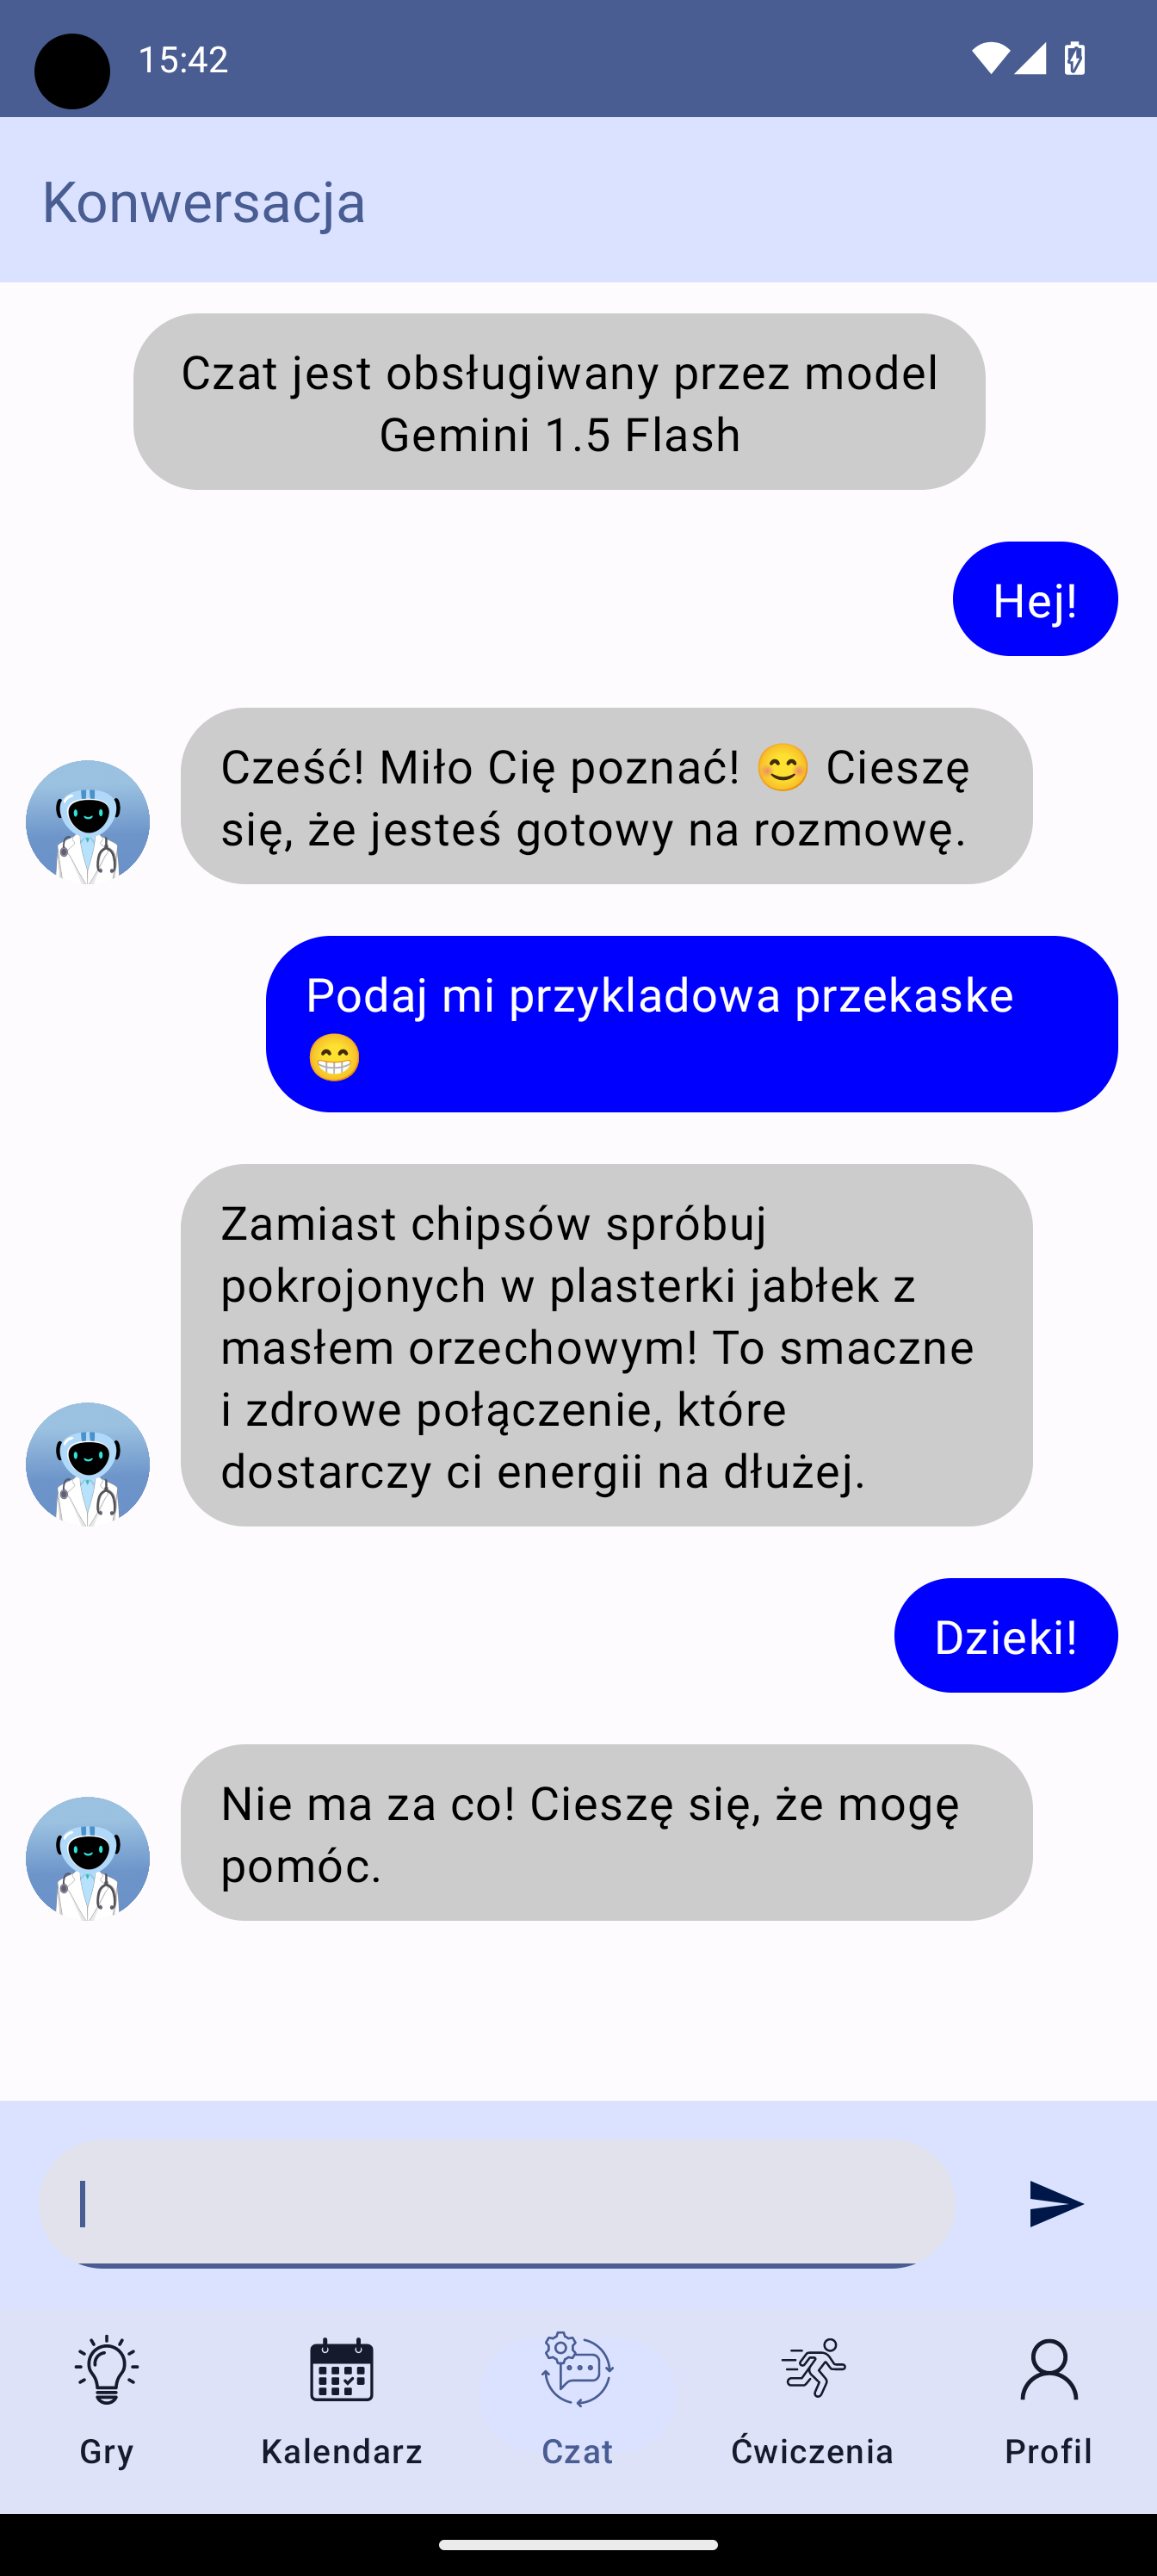 15:42
Konwersacja
Czat jest obsługiwany przez model
Gemini 1.5 Flash
Hej!
Cześć! Miło Cię poznać! 😊 Cieszę
się, że jesteś gotowy na rozmowę.
Podaj mi przykladowa przekaske
😁
Zamiast chipsów spróbuj
pokrojonych w plasterki jabłek z
masłem orzechowym! To smaczne
i zdrowe połączenie, które
dostarczy ci energii na dłużej.
Dzieki!
Nie ma za co! Cieszę się, że mogę
pomóc.
Gry Kalendarz Czat Ćwiczenia Profil